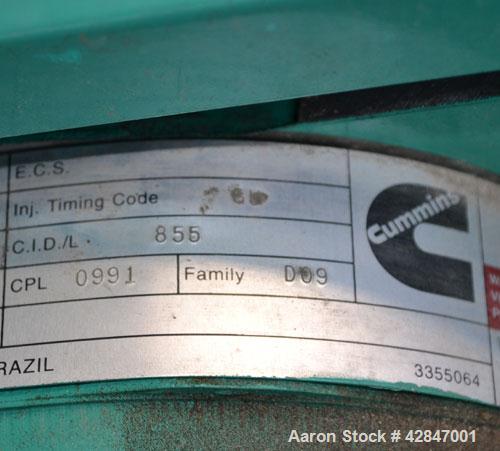 E.C.S.
Inj. Timing Code
C.I.D./L. 855
CPL 0991 Family D09
Cummins
RAZIL 3355064
Aaron Stock # 42847001